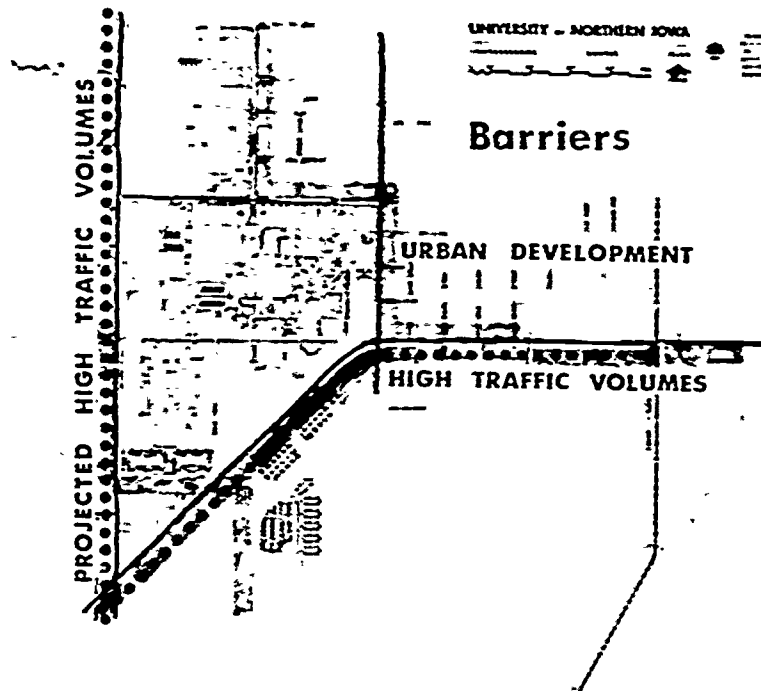 UNIVERSITY of NORTHERN IOWA
Barriers
URBAN DEVELOPMENT
HIGH TRAFFIC VOLUMES
PROJECTED HIGH TRAFFIC VOLUMES